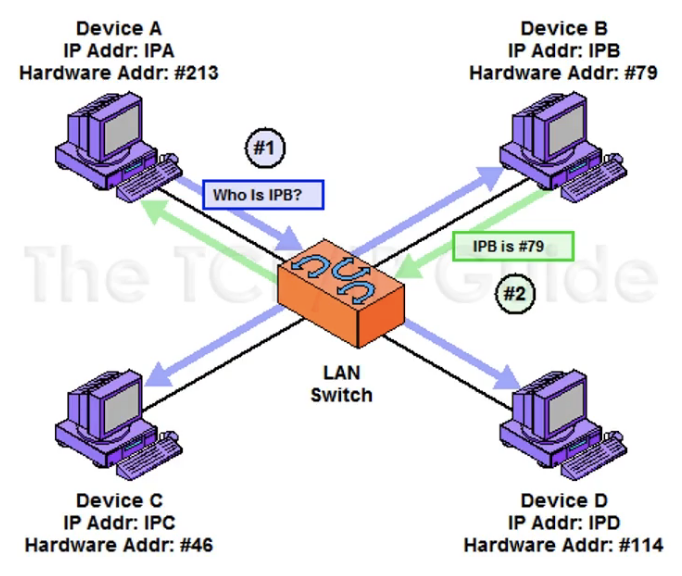 Device A
IP Addr: IPA
Hardware Addr: #213
Device B
IP Addr: IPB
Hardware Addr: #79
#1
Who Is IPB?
IPB is #79
The TCP/IP Guide
#2
LAN
Switch
Device C
IP Addr: IPC
Hardware Addr: #46
Device D
IP Addr: IPD
Hardware Addr: #114